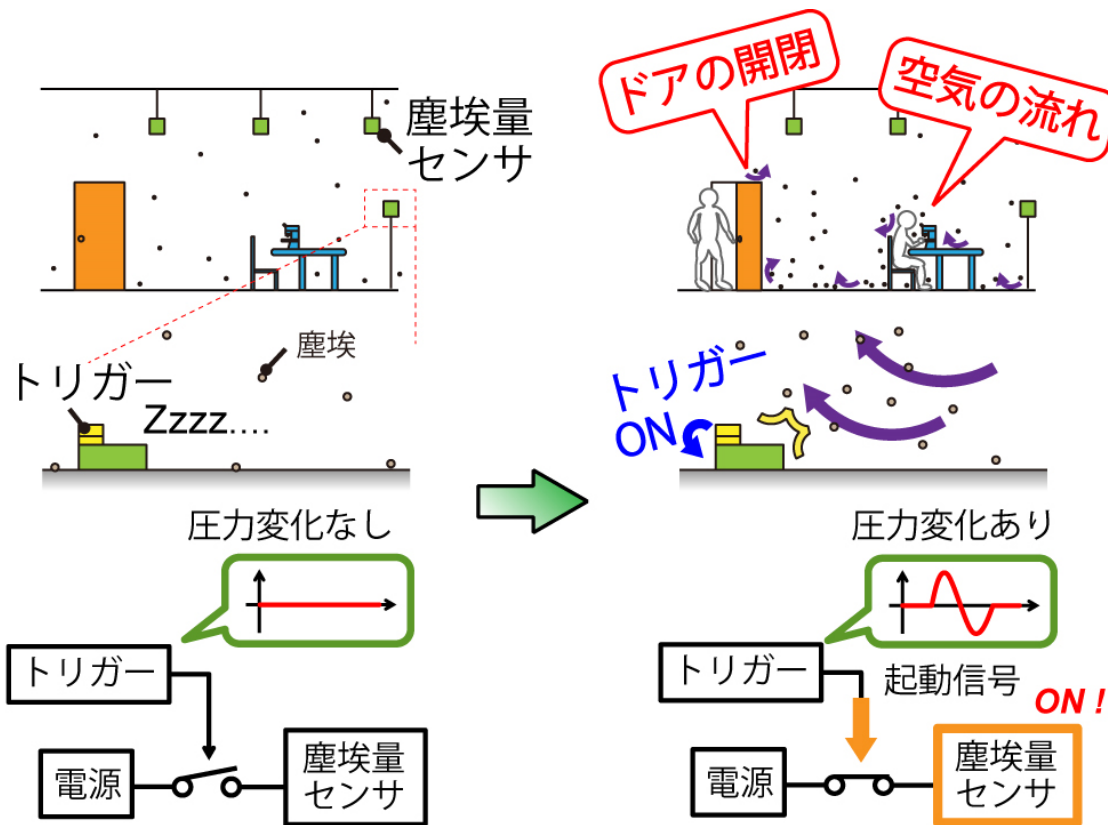 塵埃量
センサ
塵埃
トリガー
Zzzz....
圧力変化なし
トリガー
電源
塵埃量
センサ
ドアの開閉
空気の流れ
トリガー
ON
圧力変化あり
トリガー
起動信号
ON !
電源
塵埃量
センサ